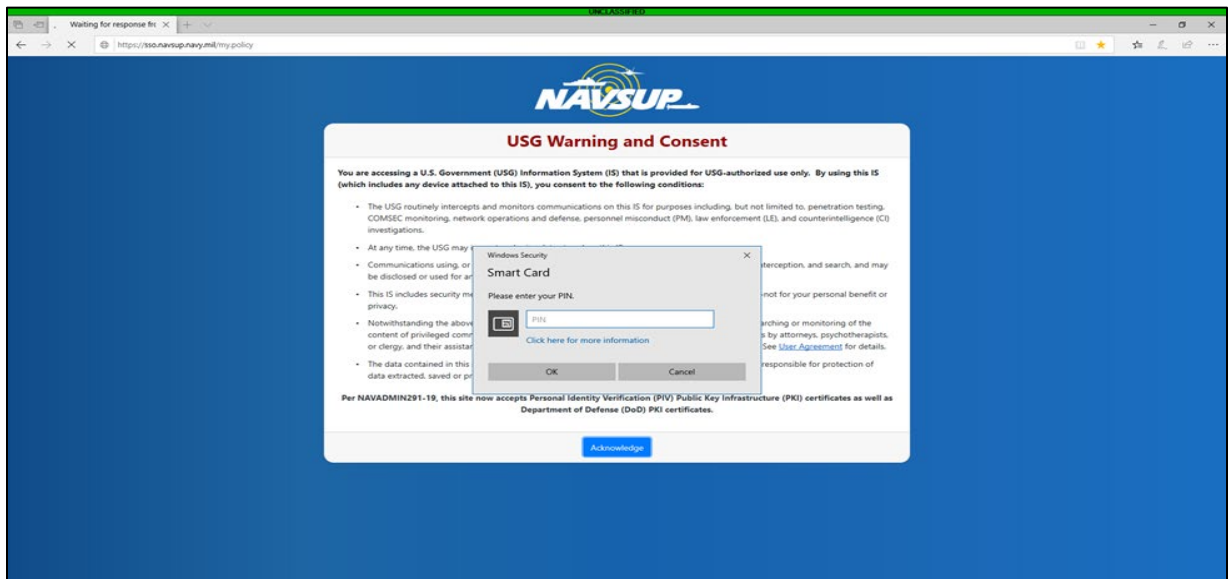 UNCLASSIFIED
Waiting for response fr
https://sso.navsup.navy.mil/my.policy
NAVSUP
USG Warning and Consent
You are accessing a U.S. Government (USG) Information System (IS) that is provided for USG-authorized use only. By using this IS
(which includes any device attached to this IS), you consent to the following conditions:
• The USG routinely intercepts and monitors communications on this IS for purposes including, but not limited to, penetration testing,
COMSEC monitoring, network operations and defense, personnel misconduct (PM), law enforcement (LE), and counterintelligence (CI)
investigations.
• At any time, the USG may
• Communications using, or interception, and search, and may
be disclosed or used for
• This IS includes security not for your personal benefit or
privacy.
• Notwithstanding the above monitoring of the
content of privileged by attorneys, psychotherapists,
or clergy, and their See User Agreement for details.
• The data contained in this responsible for protection of
data extracted, saved or
Windows Security
Smart Card
Please enter your PIN.
PIN
Click here for more information
OK Cancel
Per NAVADMIN291-19, this site now accepts Personal Identity Verification (PIV) Public Key Infrastructure (PKI) certificates as well as
Department of Defense (DoD) PKI certificates.
Acknowledge